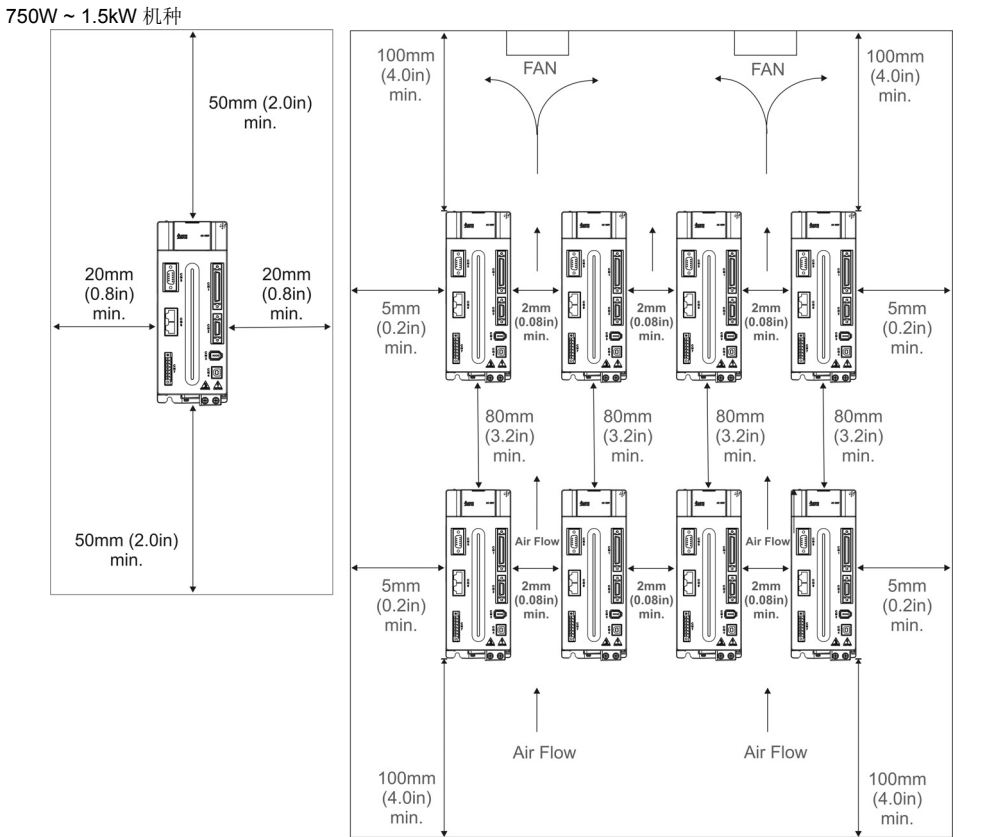 750W ~ 1.5kW 机种
50mm (2.0in)
min.
20mm
(0.8in)
min.
20mm
(0.8in)
min.
50mm (2.0in)
min.
100mm
(4.0in)
min.
FAN
FAN
100mm
(4.0in)
min.
5mm
(0.2in)
min.
2mm
(0.08in)
min.
2mm
(0.08in)
min.
2mm
(0.08in)
min.
5mm
(0.2in)
min.
80mm
(3.2in)
min.
80mm
(3.2in)
min.
80mm
(3.2in)
min.
80mm
(3.2in)
min.
Air Flow
Air Flow
5mm
(0.2in)
min.
2mm
(0.08in)
min.
2mm
(0.08in)
min.
2mm
(0.08in)
min.
5mm
(0.2in)
min.
Air Flow
Air Flow
100mm
(4.0in)
min.
100mm
(4.0in)
min.